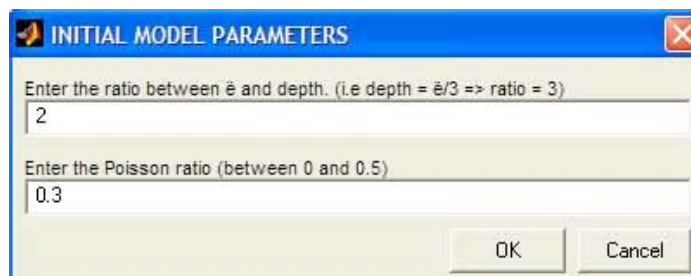 INITIAL MODEL PARAMETERS
Enter the ratio between ë and depth. (i.e depth = ë/3 => ratio = 3)
2
Enter the Poisson ratio (between 0 and 0.5)
0.3
OK Cancel